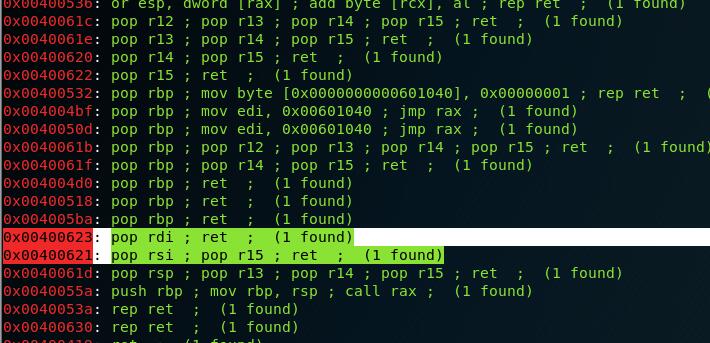 0x00400536: or esp, dword [rax] ; add byte [rcx], al ; rep ret ; (1 found)
0x0040061c: pop r12 ; pop r13 ; pop r14 ; pop r15 ; ret ; (1 found)
0x0040061e: pop r13 ; pop r14 ; pop r15 ; ret ; (1 found)
0x00400620: pop r14 ; pop r15 ; ret ; (1 found)
0x00400622: pop r15 ; ret ; (1 found)
0x00400532: pop rbp ; mov byte [0x0000000000601040], 0x00000001 ; rep ret ; (
0x004004bf: pop rbp ; mov edi, 0x00601040 ; jmp rax ; (1 found)
0x0040050d: pop rbp ; mov edi, 0x00601040 ; jmp rax ; (1 found)
0x0040061b: pop rbp ; pop r12 ; pop r13 ; pop r14 ; pop r15 ; ret ; (1 found)
0x0040061f: pop rbp ; pop r14 ; pop r15 ; ret ; (1 found)
0x004004d0: pop rbp ; ret ; (1 found)
0x00400518: pop rbp ; ret ; (1 found)
0x004005ba: pop rbp ; ret ; (1 found)
0x00400623: pop rdi ; ret ; (1 found)
0x00400621: pop rsi ; pop r15 ; ret ; (1 found)
0x0040061d: pop rsp ; pop r13 ; pop r14 ; pop r15 ; ret ; (1 found)
0x0040055a: push rbp ; mov rbp, rsp ; call rax ; (1 found)
0x0040053a: rep ret ; (1 found)
0x00400630: rep ret ; (1 found)